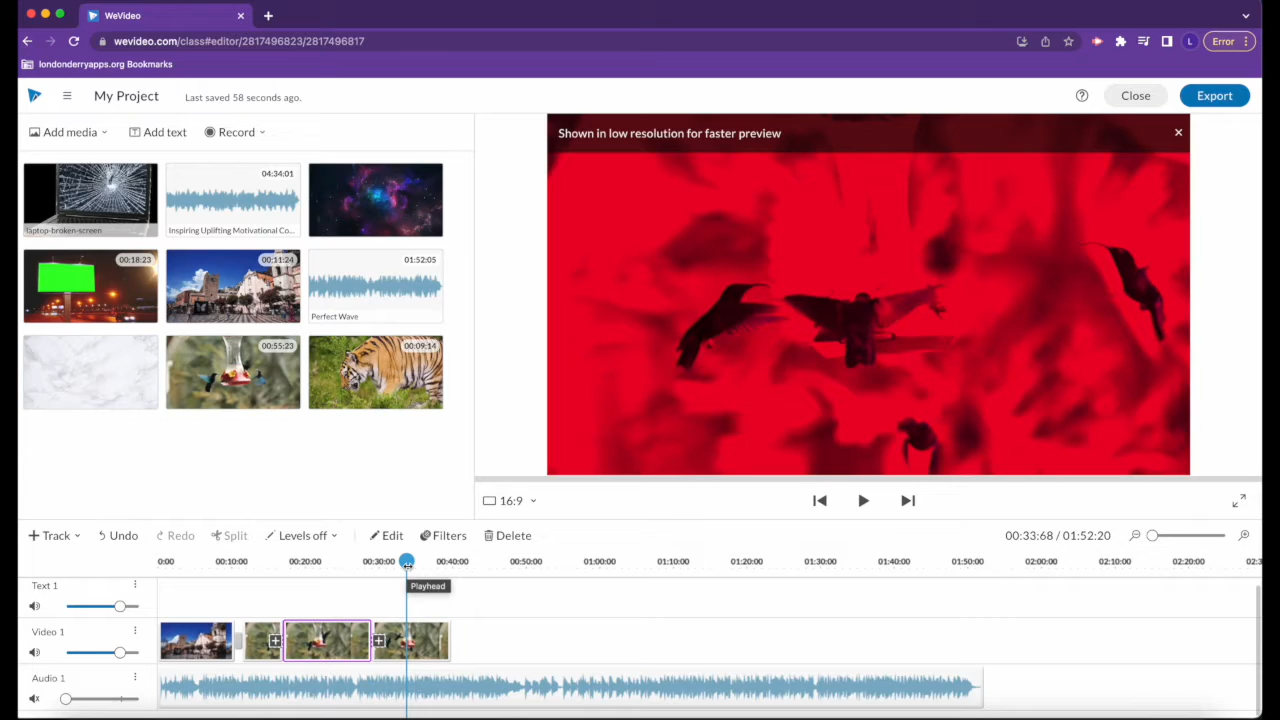 WeVideo
wevideo.com/class#editor/2817496823/2817496817
L
Error
londonderryapps.org Bookmarks
My Project
Last saved 58 seconds ago.
Close
Export
Add media
Add text
Record
Shown in low resolution for faster preview
laptop-broken-screen
04:34:01
Inspiring Uplifting Motivational Co...
00:18:23
00:11:24
01:52:05
Perfect Wave
00:55:23
00:09:14
16:9
Track
Undo
Redo
Split
Levels off
Edit
Filters
Delete
00:33:68 / 01:52:20
0:00 00:10:00 00:20:00 00:30:00 00:40:00 00:50:00 01:00:00 01:10:00 01:20:00 01:30:00 01:40:00 01:50:00 02:00:00 02:10:00 02:20:00 02:3
Playhead
Text 1
Video 1
Audio 1